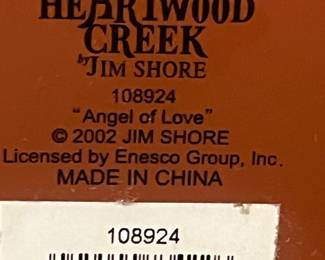 HEARTWOOD
CREEK
by JIM SHORE
108924
"Angel of Love"
© 2002 JIM SHORE
Licensed by Enesco Group, Inc.
MADE IN CHINA
108924